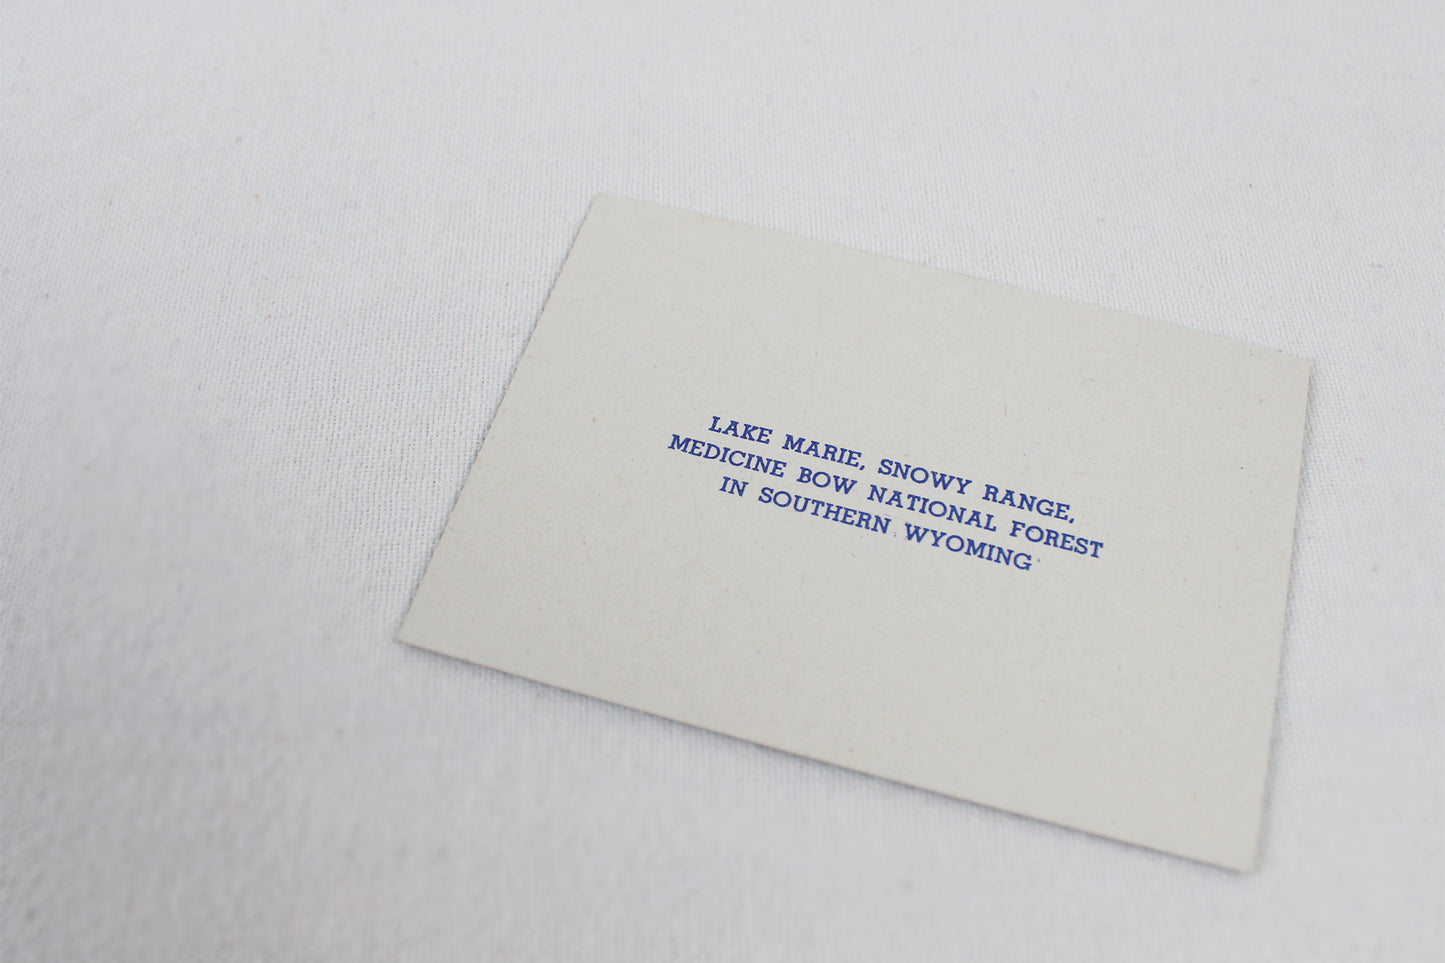 LAKE MARIE, SNOWY RANGE,
MEDICINE BOW NATIONAL FOREST
IN SOUTHERN WYOMING